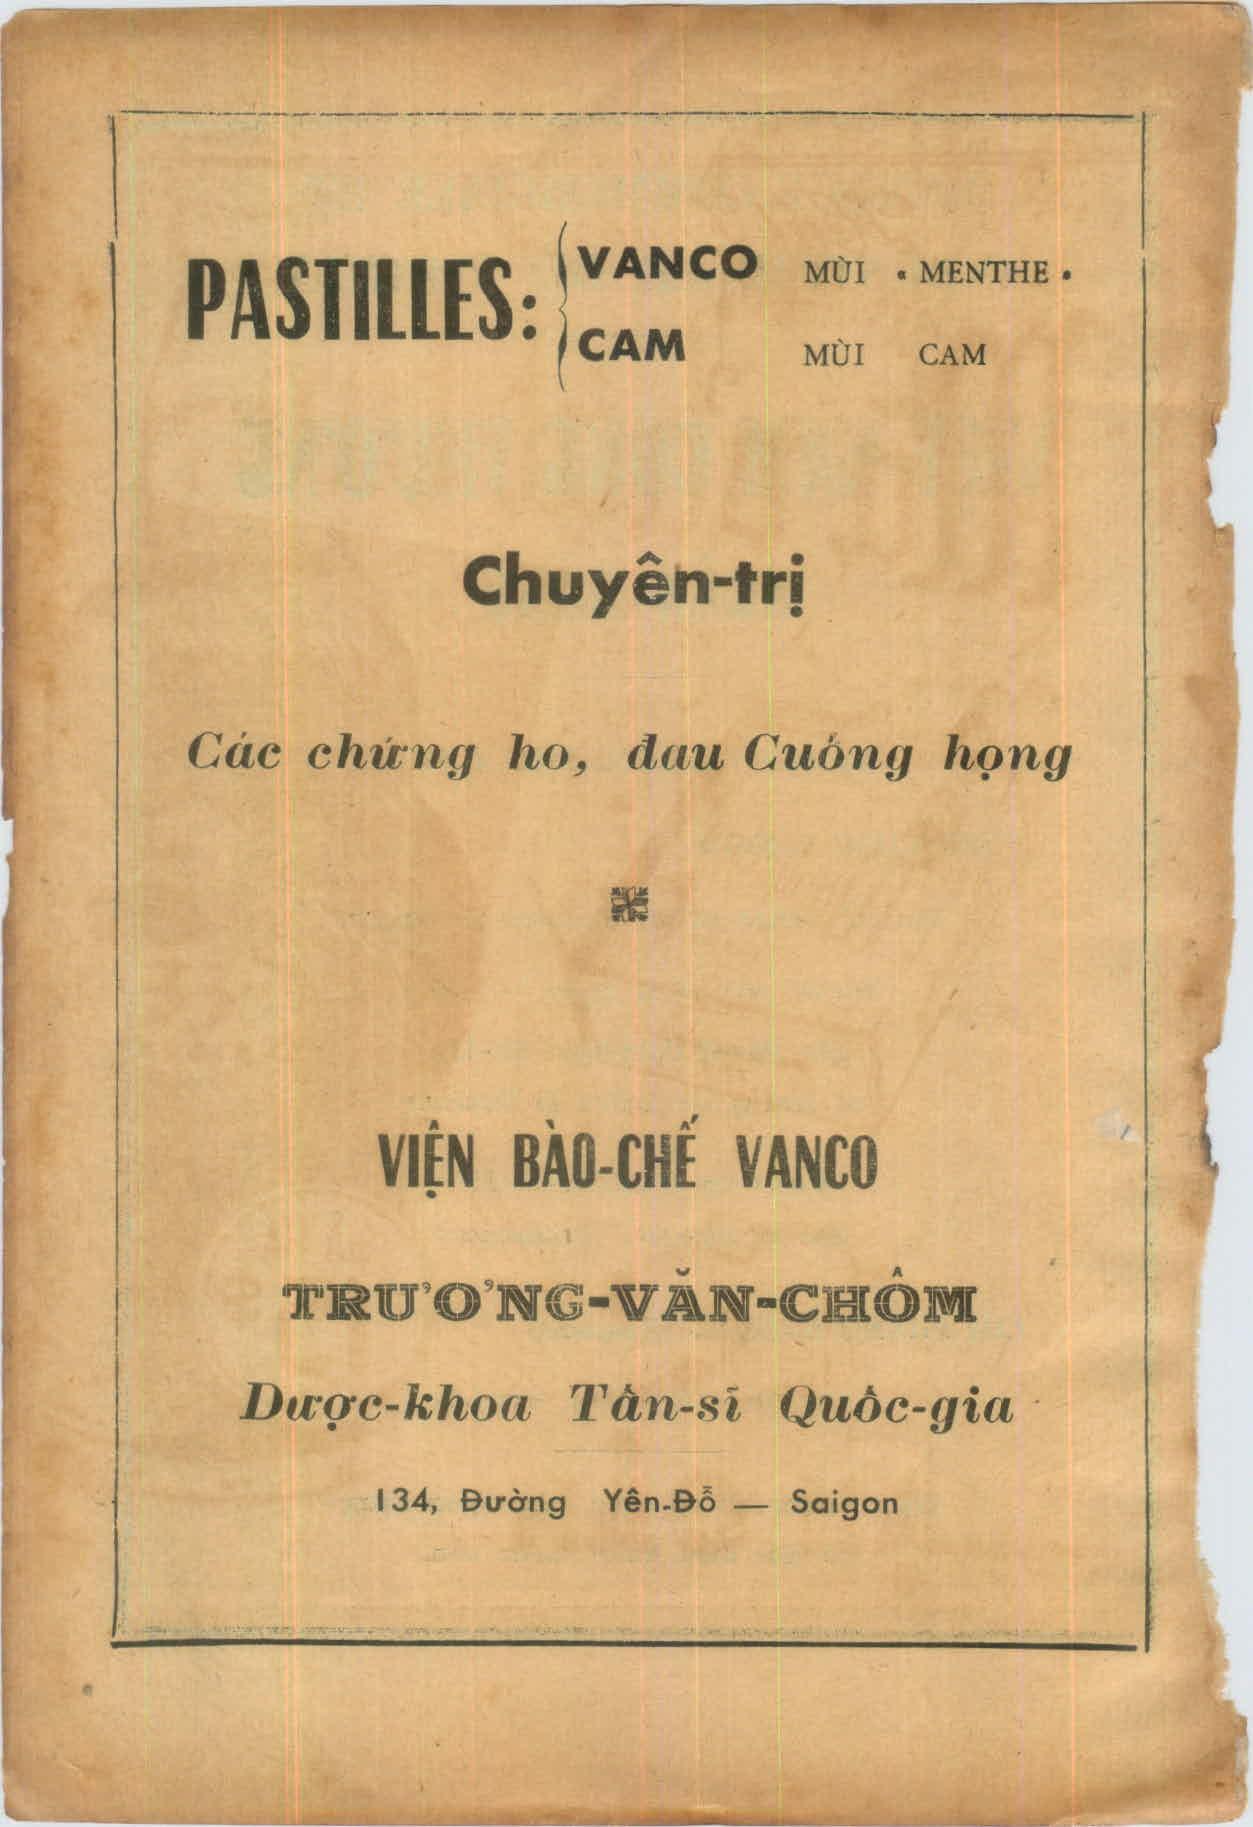 PASTILLES: VANCO MÙI « MENTHE »
CAM MÙI CAM
Chuyên-trị
Các chứng ho, đau Cuống họng
VIỆN BÀO-CHẾ VANCO
TRƯƠNG-VĂN-CHÔM
Dược-khoa Tấn-sĩ Quốc-gia
134, Đường Yên-Đỗ — Saigon